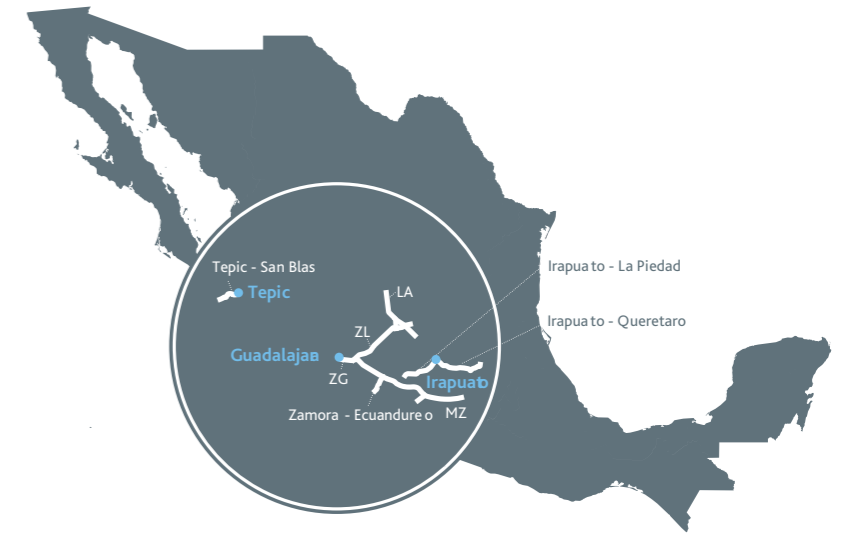 Irapuato - La Piedad
Tepic - San Blas
Tepic
LA
Irapuato - Queretaro
ZL
Guadalajara
ZG
Irapuato
Zamora - Ecuandureo
MZ